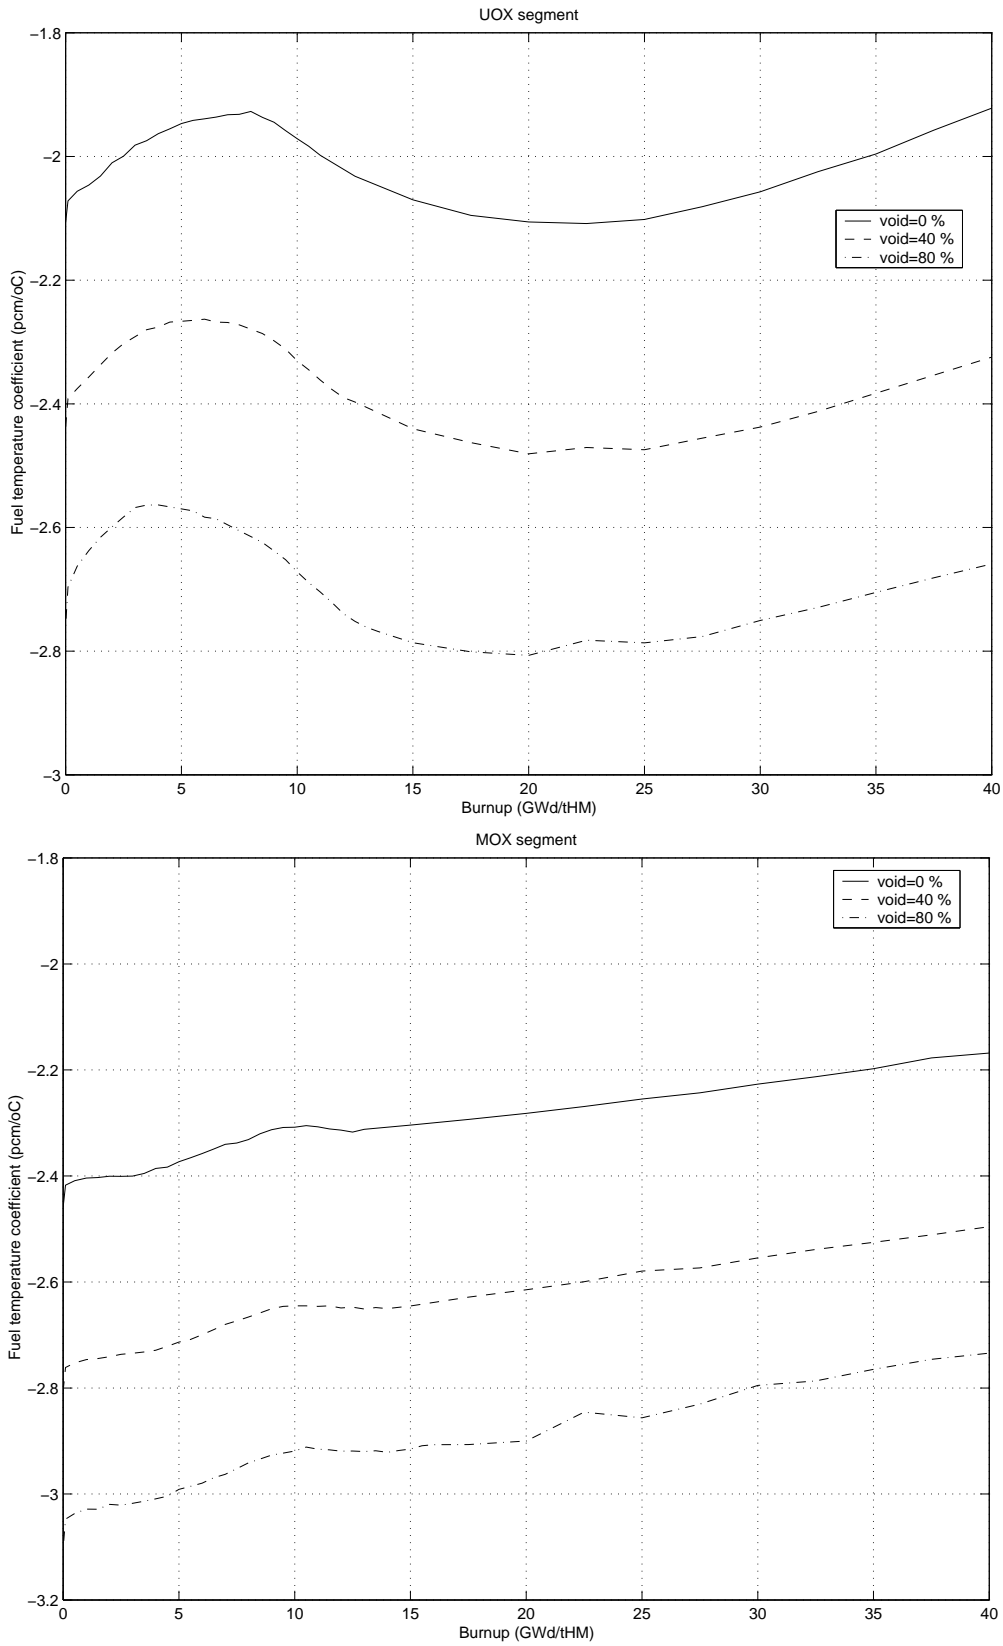 UOX segment
−1.8
−2
−2.2
−2.4
−2.6
−2.8
−3
Fuel temperature coefficient (pcm/oC)
void=0 %
void=40 %
void=80 %
0 5 10 15 20 25 30 35 40
Burnup (GWd/tHM)
MOX segment
−1.8
−2
−2.2
−2.4
−2.6
−2.8
−3
−3.2
Fuel temperature coefficient (pcm/oC)
void=0 %
void=40 %
void=80 %
0 5 10 15 20 25 30 35 40
Burnup (GWd/tHM)